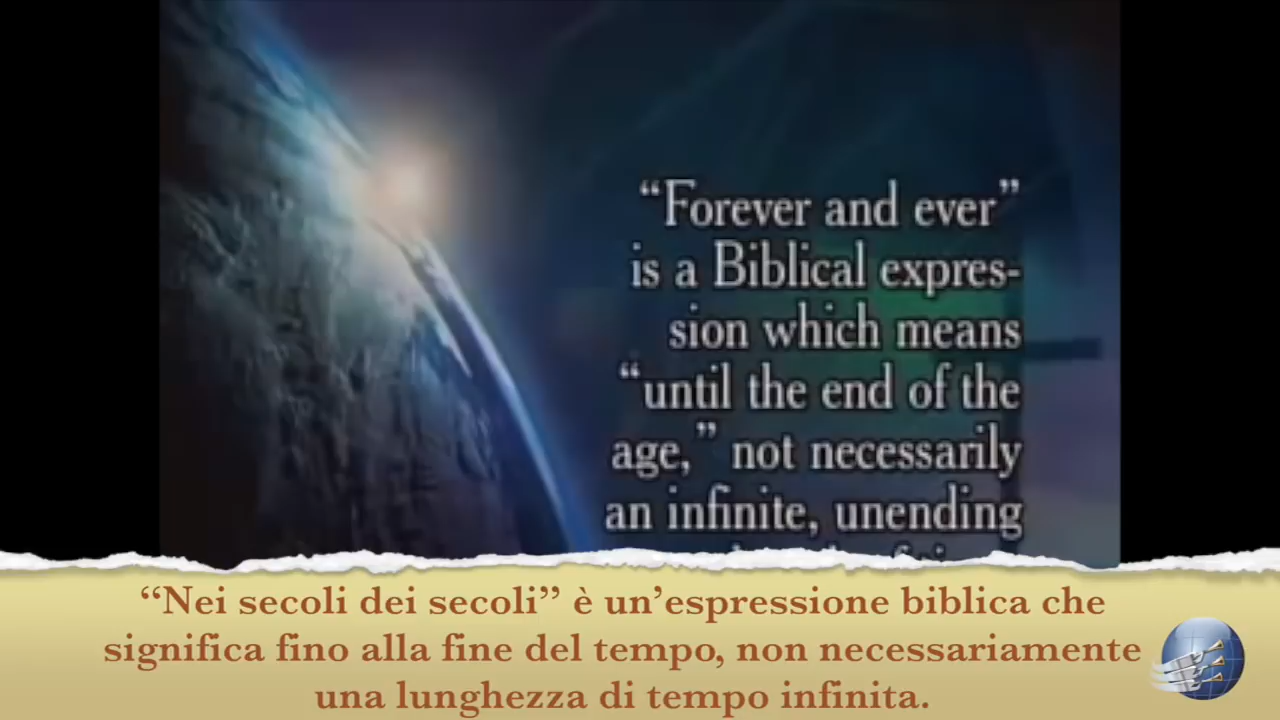 “Forever and ever”
is a Biblical expres-
sion which means
“until the end of the
age,” not necessarily
an infinite, unending
“Nei secoli dei secoli” è un’espressione biblica che
significa fino alla fine del tempo, non necessariamente
una lunghezza di tempo infinita.